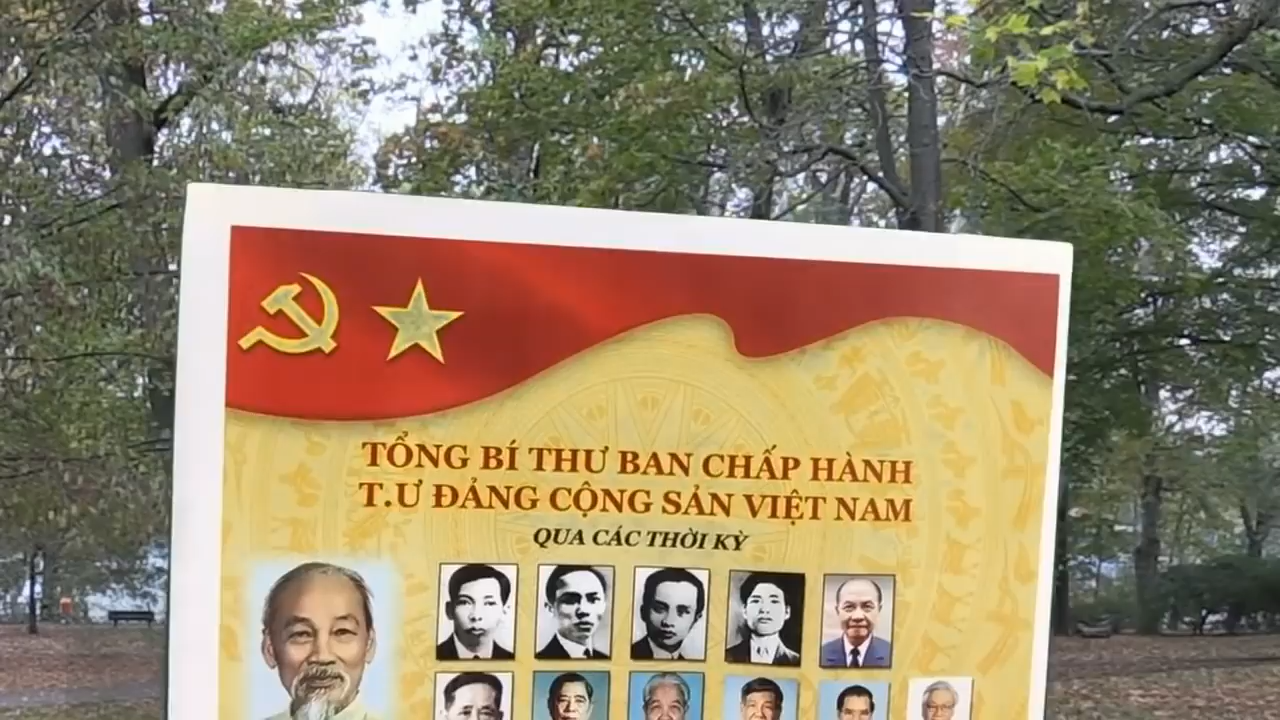 TỔNG BÍ THƯ BAN CHẤP HÀNH
T.Ư ĐẢNG CỘNG SẢN VIỆT NAM
QUA CÁC THỜI KỲ